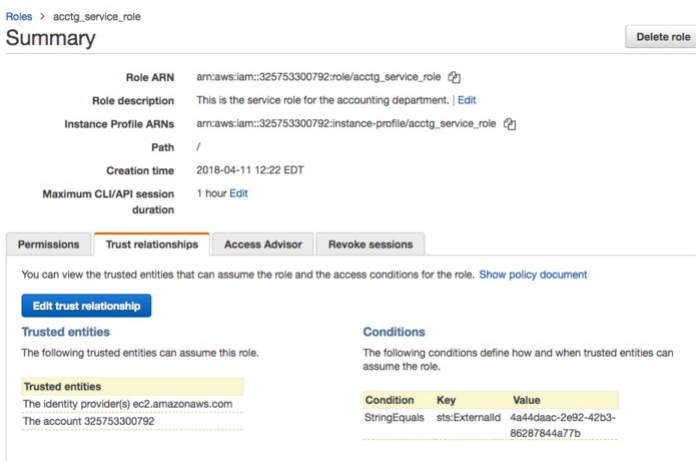 Roles > acctg_service_role
Summary
Delete role
Role ARN arn:aws:iam::325753300792:role/acctg_service_role
Role description This is the service role for the accounting department. | Edit
Instance Profile ARNs arn:aws:iam::325753300792:instance-profile/acctg_service_role
Path /
Creation time 2018-04-11 12:22 EDT
Maximum CLI/API session 1 hour Edit
duration
Permissions Trust relationships Access Advisor Revoke sessions
You can view the trusted entities that can assume the role and the access conditions for the role. Show policy document
Edit trust relationship
Trusted entities
The following trusted entities can assume this role.
Trusted entities
The identity provider(s) ec2.amazonaws.com
The account 325753300792
Conditions
The following conditions define how and when trusted entities can
assume the role.
Condition Key Value
StringEquals sts:ExternalId 4a44daac-2e92-42b3-
86287844a77b